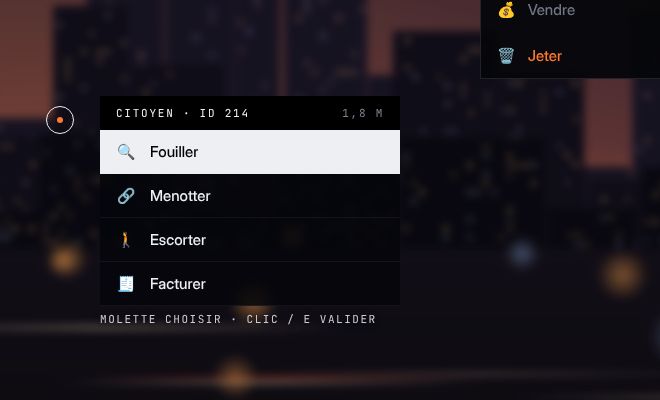 Vendre
Jeter
CITOYEN · ID 214
1,8 M
Fouiller
Menotter
Escorter
Facturer
MOLETTE CHOISIR · CLIC / E VALIDER